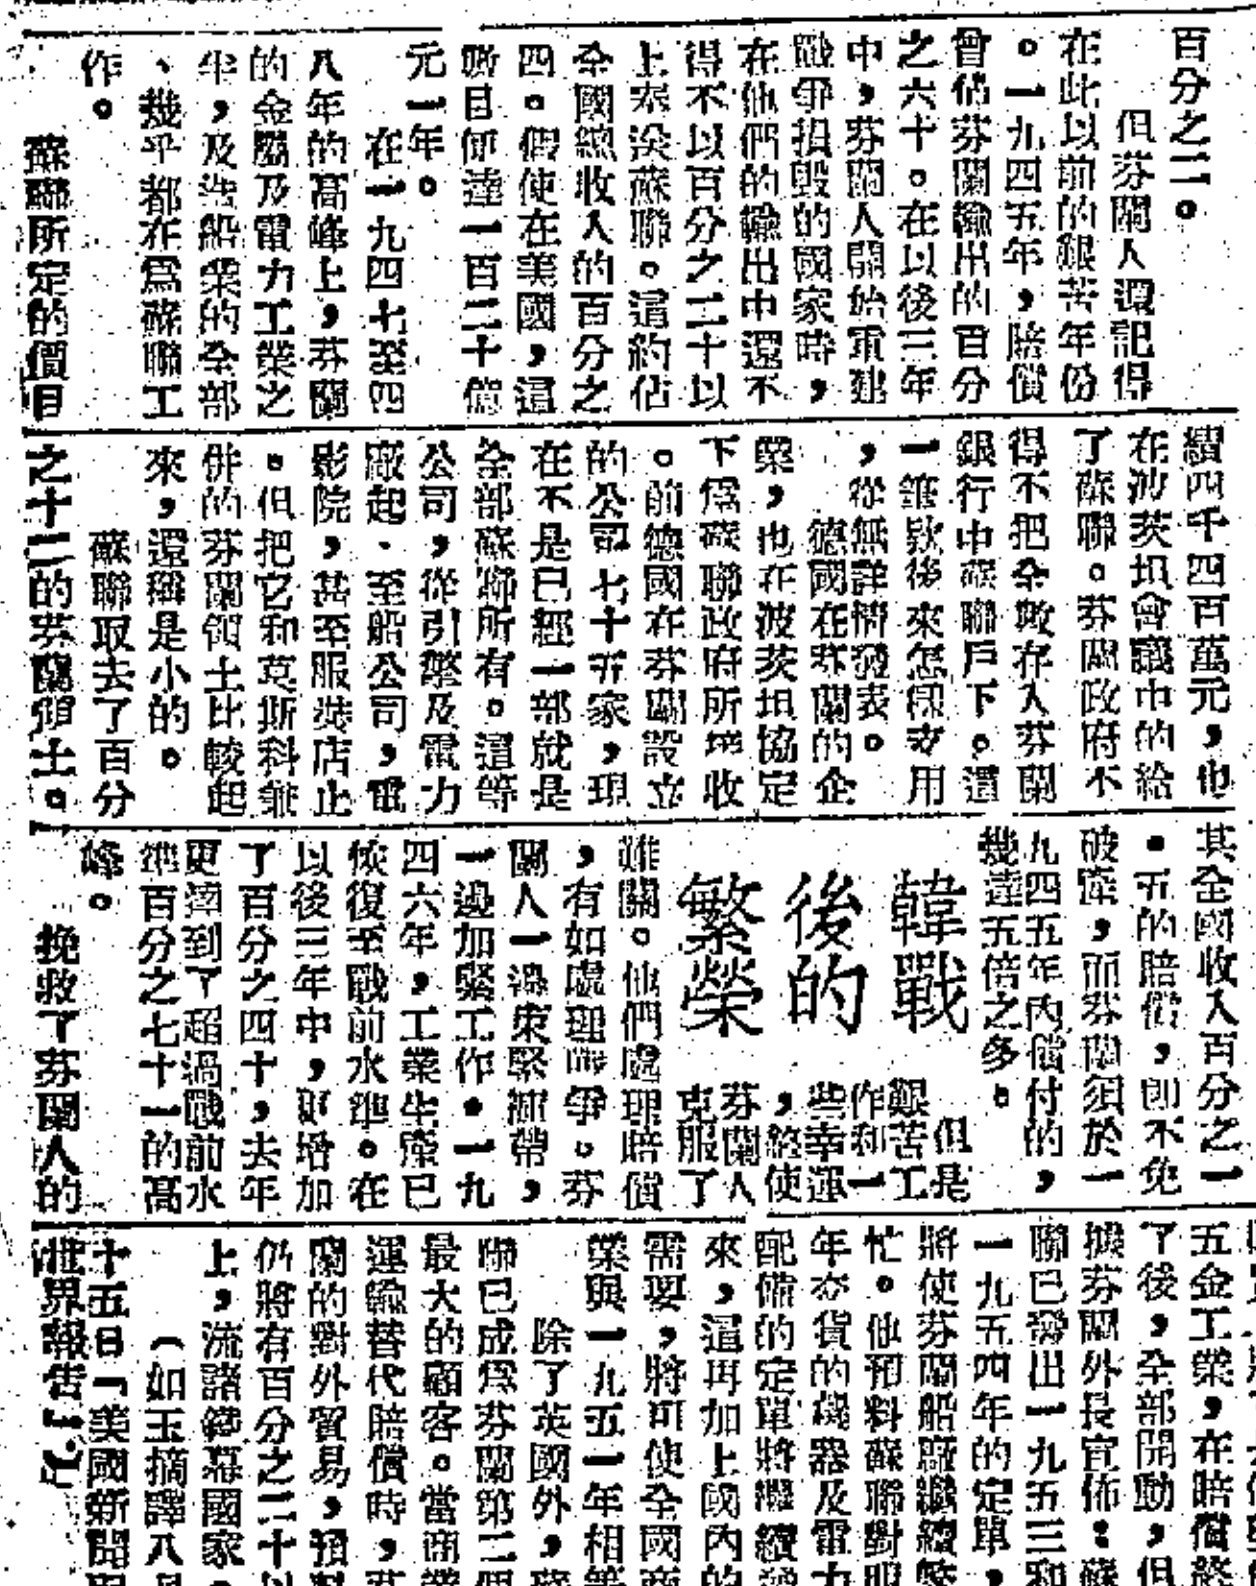 百分之二。
但芬蘭人還記得
在此以前的艱苦年份
。一九四五年，賠償
曾佔芬蘭輸出的百分
之六十。在以後三年
中，芬蘭人開始重建
戰爭損毀的國家時，
在他們的輸出中還不
得不以百分之二十以
上奉送蘇聯。這約佔
全國總收入的百分之
四。假使在美國，這
數目便達一百二十億
元一年。
在一九四七至四
八年的高峰上，芬蘭
的金屬及電力工業之
半，及造船業的全部
、幾乎都在爲蘇聯工
作。
蘇聯所定的價目
續四千四百萬元，也
在波茨坦會議中的給
了蘇聯。芬蘭政府不
得不把全數存入芬蘭
銀行中蘇聯戶下。這
一筆欵後來怎樣支用
，從無詳情發表。
德國在芬蘭的企
業，也在波茨坦協定
下爲蘇聯政府所接收
。前德國在芬蘭設立
的公司七十五家，現
在不是已經一部就是
全部蘇聯所有。這等
公司，從引擎及電力
廠起、至船公司，電
影院，甚至服裝店止
。但把它和莫斯科兼
併的芬蘭領土比較起
來，還算是小的。
蘇聯取去了百分
之十二的芬蘭領土。
其全國收入百分之一
·五的賠償，即不免
破產，而芬蘭須於一
九四五年內償付的，
幾達五倍之多。
韓戰
後的
繁榮
但是
艱苦工
作和一
些幸運
，終使
芬蘭人
克服了
難關。他們處理賠償
，有如處理戰爭。芬
蘭人一邊束緊褲帶，
一邊加緊工作。一九
四六年，工業生產已
恢復至戰前水準。在
以後三年中，更增加
了百分之四十，去年
更達到了超過戰前水
準百分之七十一的高
峰。
挽救了芬蘭人的
五金工業，在賠償終
了後，全部開動，但
據芬蘭外長宣佈：蘇
聯已發出一九五三和
一九五四年的定單，
將使芬蘭船廠繼續繁
忙。他預料蘇聯對明
年交貨的機器及電力
配備的定單將繼續
來，這再加上國內的
需要，將可使全國商
業與一九五一年相等
除了英國外，蘇
聯已成爲芬蘭第二個
最大的顧客。當商業
運輸替代賠償時，芬
蘭的對外貿易，預料
仍將有百分之二十以
上，流諸鐵幕國家。
（如玉摘譯八月
十五日「美國新聞與
世界報告」）